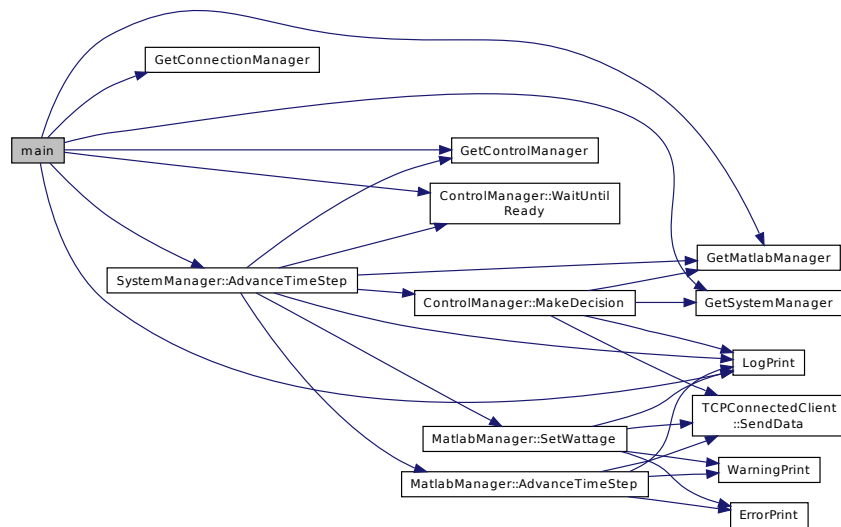 GetConnectionManager
main
GetControlManager
ControlManager::WaitUntil
Ready
GetMatlabManager
SystemManager::AdvanceTimeStep
ControlManager::MakeDecision
GetSystemManager
LogPrint
TCPConnectedClient
::SendData
MatlabManager::SetWattage
WarningPrint
MatlabManager::AdvanceTimeStep
ErrorPrint